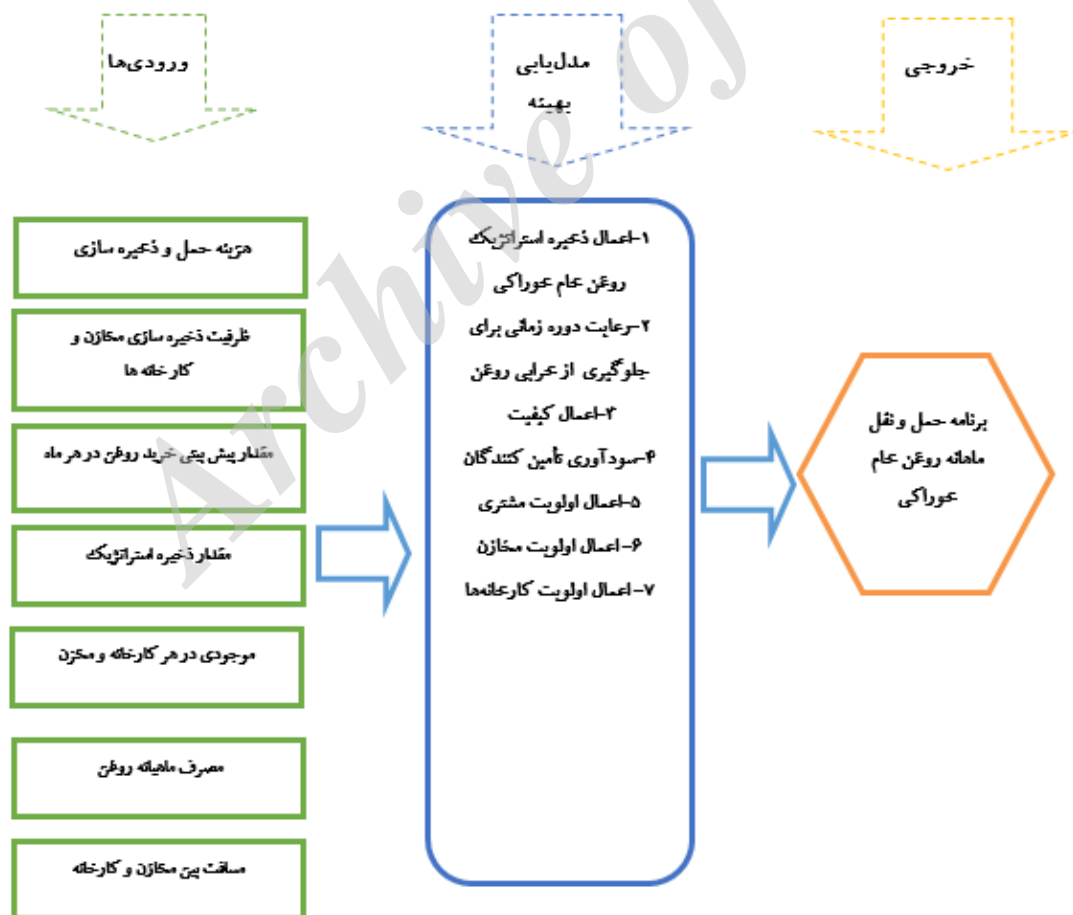 ورودی‌ها
مدل‌یابی
بهینه
خروجی
هزینه حمل و ذخیره سازی
ظرفیت ذخیره سازی مخازن و
کارخانه ها
مقدار پیش بینی خرید روغن در هر ماه
مقدار ذخیره استراتژیک
موجودی در هر کارخانه و مخزن
مصرف ماهیانه روغن
مسافت بین مخازن و کارخانه
۱-اعمال ذخیره استراتژیک
روغن خام خوراکی
۲-رعایت دوره زمانی برای
جلوگیری از خرابی روغن
۳-اعمال کیفیت
۴-سودآوری تأمین کنندگان
۵-اعمال اولویت مشتری
۶- اعمال اولویت مخازن
۷- اعمال اولویت کارخانه‌ها
برنامه حمل و نقل
ماهانه روغن خام
خوراکی
Archive of